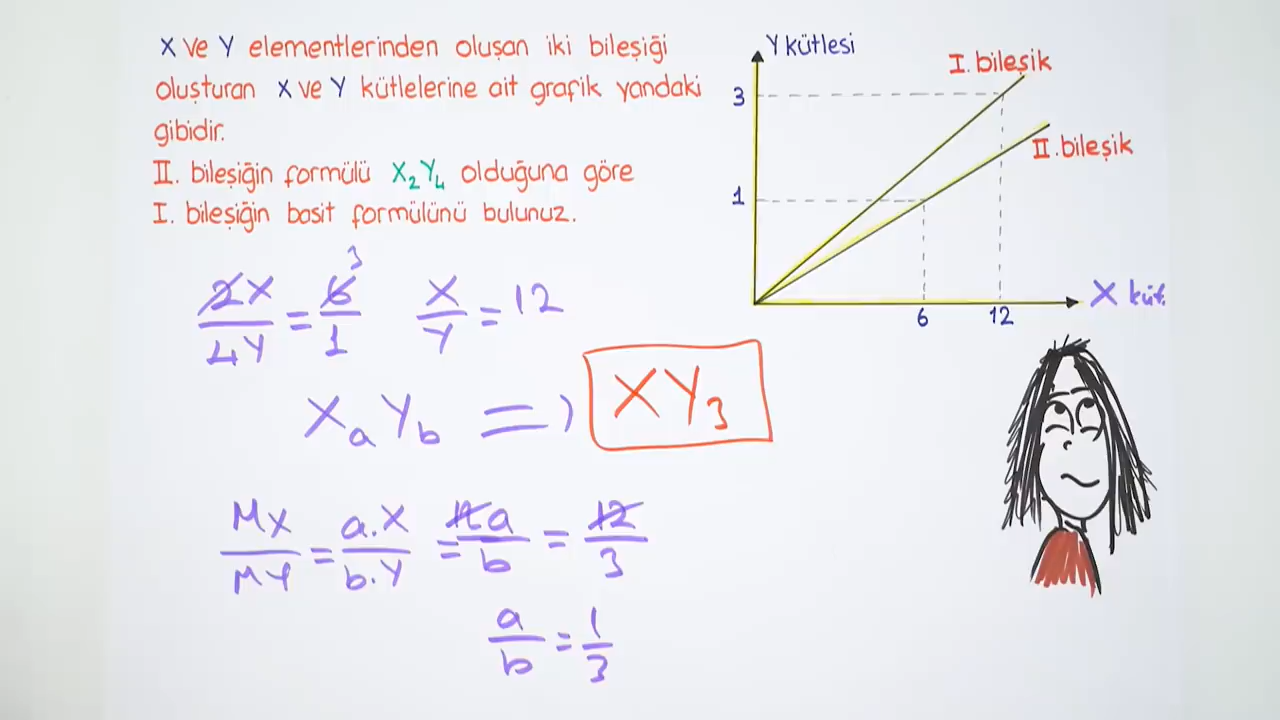 X ve Y elementlerinden oluşan iki bileşiği
oluşturan X ve Y kütlelerine ait grafik yandaki
gibidir.
II. bileşiğin formülü X₂Y₄ olduğuna göre
I. bileşiğin basit formülünü bulunuz.
Y kütlesi
I. bileşik
3
II. bileşik
1
6
12
X küt.
2X/4Y = 6/1 3
X/Y = 12
XaYb => XY₃
MX/MY = a.X/b.Y = 12a/b = 12/3
a/b = 1/3